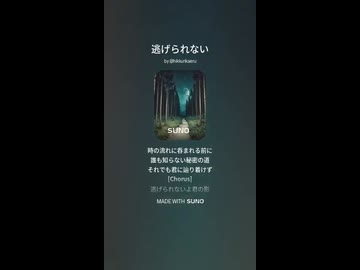 逃げられない
by @hikkurikaeru
SUNO
時の流れに呑まれる前に
誰も知らない秘密の道
それでも君に辿り着けず
[Chorus]
逃げられないよ君の影
MADE WITH SUNO